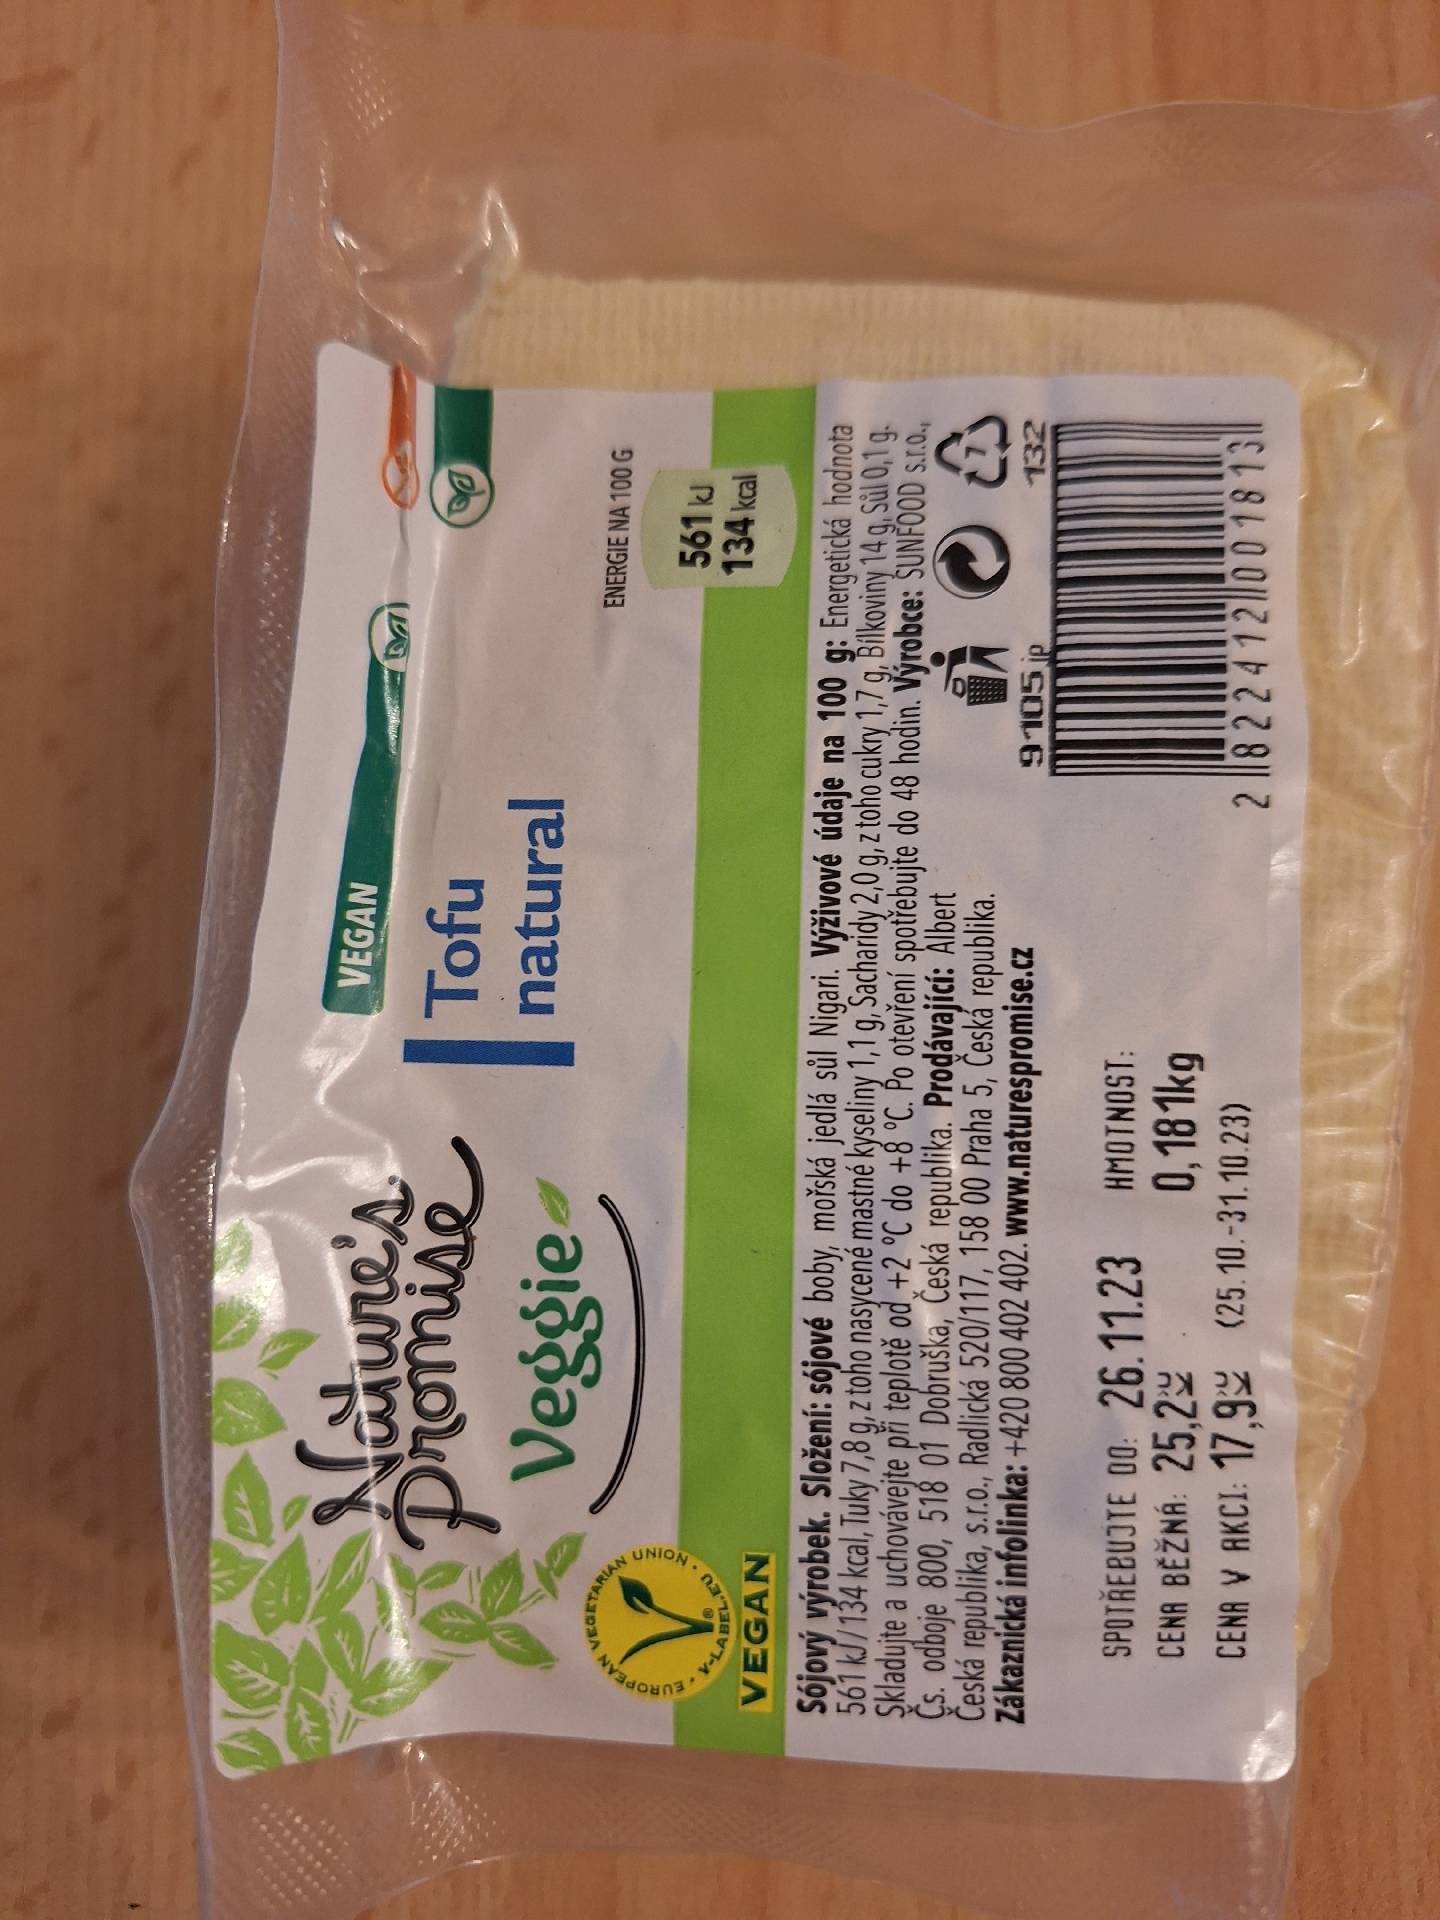 Nature's
promise
Veggie
VEGAN
Tofu
natural
ENERGIE NA 100 G
561 kJ
134 kcal
EUROPEAN VEGETARIAN UNION • V-LABEL.EU •
VEGAN
Sójový výrobek. Složení: sójové boby, mořská jedlá sůl Nigari. Výživové údaje na 100 g: Energetická hodnota
561 kJ/134 kcal, Tuky 7,8 g, z toho nasycené mastné kyseliny 1,1 g, Sacharidy 2,0 g, z toho cukry 1,7 g, Bílkoviny 14 g, Sůl 0,1 g.
Skladujte a uchovávejte při teplotě od +2 °C do +8 °C. Po otevření spotřebujte do 48 hodin. Výrobce: SUNFOOD s.r.o.,
Čs. odboje 800, 518 01 Dobruška, Česká republika. Prodávající: Albert
Česká republika, s.r.o., Radlická 520/117, 158 00 Praha 5, Česká republika.
Zákaznická infolinka: +420 800 402 402. www.naturespromise.cz
7
9105 jp 132
SPOTŘEBUJTE DO: 26.11.23 HMOTNOST:
CENA BĚŽNÁ: 25,2 Kč 0,181kg
CENA V AKCI: 17,9 Kč (25.10.-31.10.23)
2 822412 001813